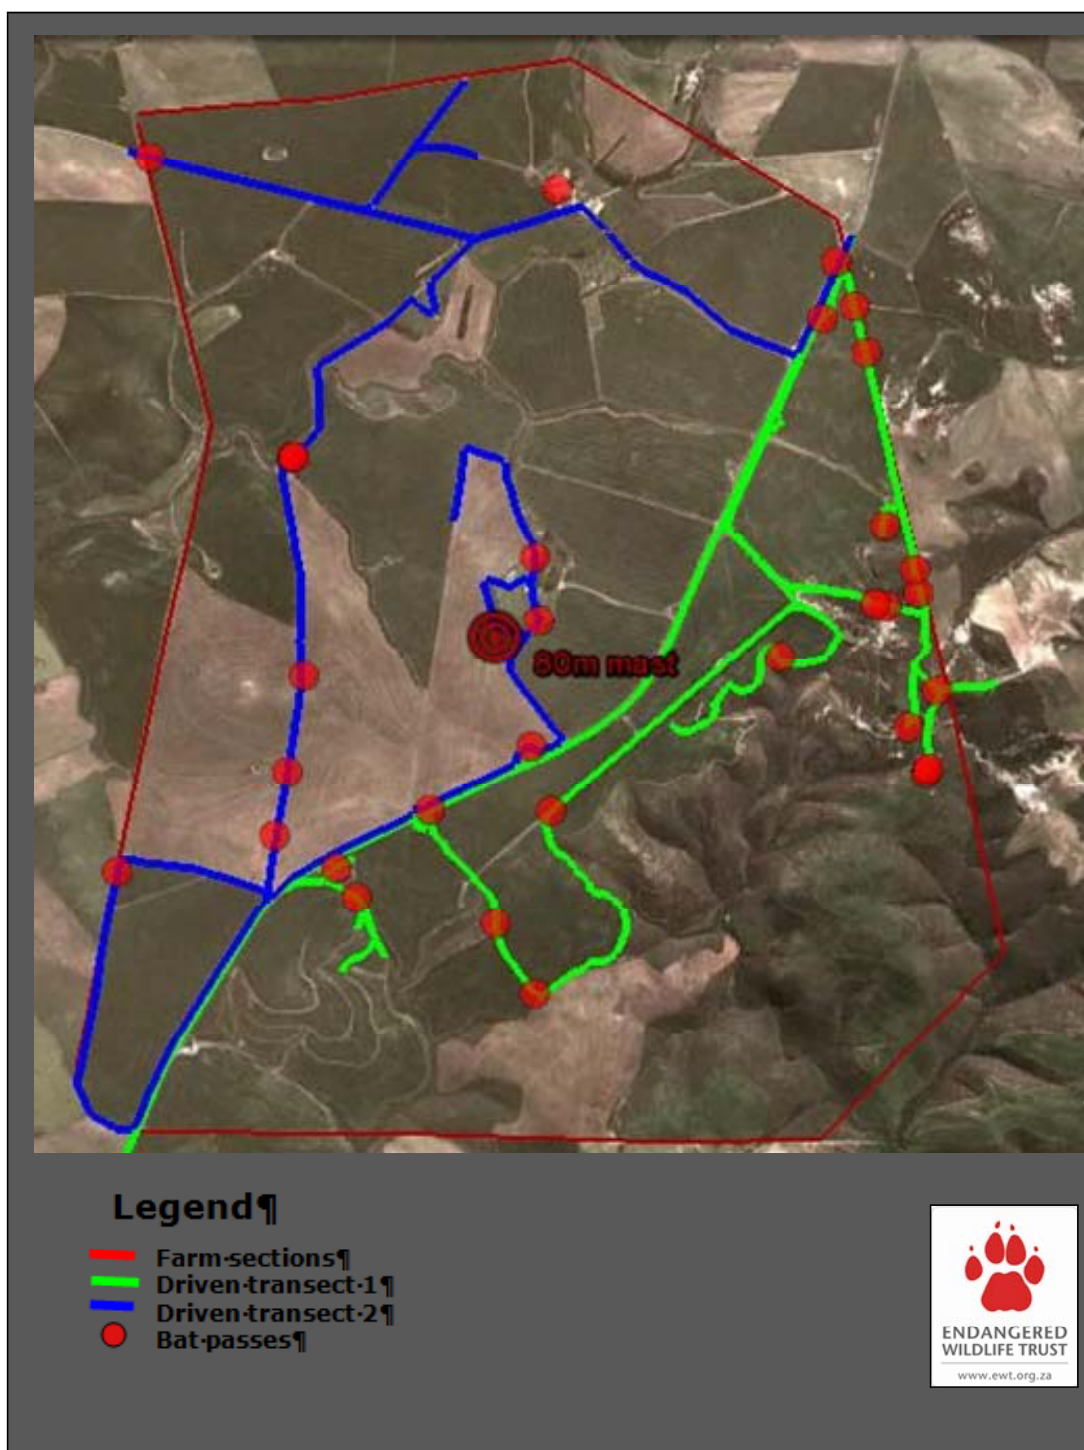 80m mast
Legend¶
Farm·sections¶
Driven·transect·1¶
Driven·transect·2¶
Bat·passes¶
ENDANGERED
WILDLIFE TRUST
www.ewt.org.za